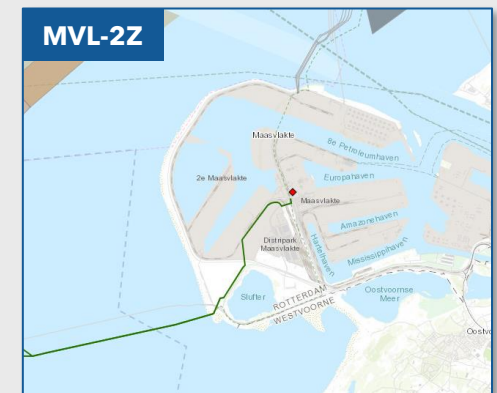 MVL-2Z
Maasvlakte
8e Petroleumhaven
2e Maasvlakte
Europahaven
Maasvlakte
Amazonehaven
Distripark
Maasvlakte
Hartelhaven
Mississippihaven
Slufter
ROTTERDAM
WESTVOORNE
Oostvoornse
Meer
Oostvo